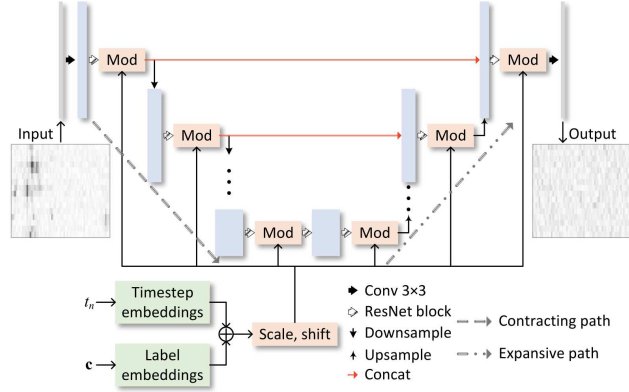 Mod
Mod
Input
Mod
Mod
Output
Mod
Mod
tₙ
Timestep
embeddings
c
Label
embeddings
Scale, shift
Conv 3×3
ResNet block
Downsample
Upsample
Concat
Contracting path
Expansive path